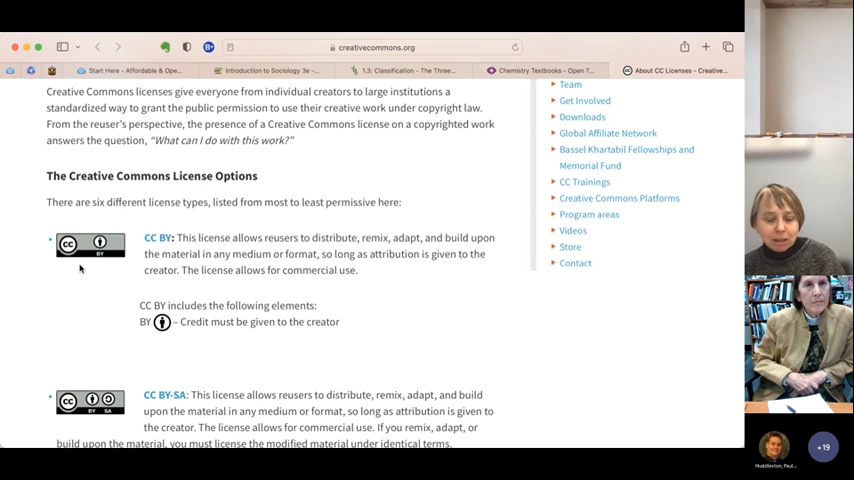 creativecommons.org
Start Here - Affordable & Ope...
Introduction to Sociology 3e -...
1.3: Classification - The Three...
Chemistry Textbooks - Open T...
About CC Licenses - Creative...
Creative Commons licenses give everyone from individual creators to large institutions a
standardized way to grant the public permission to use their creative work under copyright law.
From the reuser's perspective, the presence of a Creative Commons license on a copyrighted work
answers the question, “What can I do with this work?”
The Creative Commons License Options
There are six different license types, listed from most to least permissive here:
CC BY
CC BY: This license allows reusers to distribute, remix, adapt, and build upon
the material in any medium or format, so long as attribution is given to the
creator. The license allows for commercial use.
CC BY includes the following elements:
BY – Credit must be given to the creator
CC BY SA
CC BY-SA: This license allows reusers to distribute, remix, adapt, and build
upon the material in any medium or format, so long as attribution is given to
the creator. The license allows for commercial use. If you remix, adapt, or
build upon the material, you must license the modified material under identical terms.
Team
Get Involved
Downloads
Global Affiliate Network
Bassel Khartabil Fellowships and
Memorial Fund
CC Trainings
Creative Commons Platforms
Program areas
Videos
Store
Contact
Huddleston, Paul...
+19